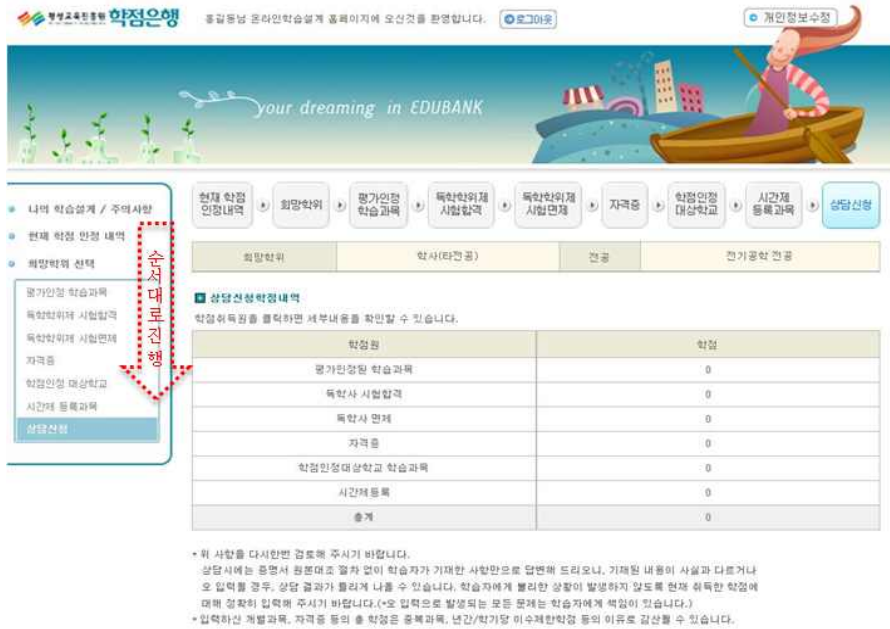 평생교육진흥원 학점은행
홍길동님 온라인학습설계 홈페이지에 오신것을 환영합니다.
로그아웃
개인정보수정
your dreaming in EDUBANK
나의 학습설계 / 주의사항
현재 학점 인정 내역
희망학위 선택
평가인정 학습과목
독학학위제 시험합격
독학학위제 시험면제
자격증
학점인정 대상학교
시간제 등록과목
상담신청
순서대로진행
현재 학점
인정내역
희망학위
평가인정
학습과목
독학학위제
시험합격
독학학위제
시험면제
자격증
학점인정
대상학교
시간제
등록과목
상담신청
희망학위 학사(타전공) 전공 전기공학 전공
상담신청학점내역
학점취득원을 클릭하면 세부내용을 확인할 수 있습니다.
학점원 학점
평가인정된 학습과목 0
독학사 시험합격 0
독학사 면제 0
자격증 0
학점인정대상학교 학습과목 0
시간제등록 0
총계 0
* 위 사항을 다시한번 검토해 주시기 바랍니다.
상담시에는 증명서 원본대조 절차 없이 학습자가 기재한 사항만으로 답변해 드리오니, 기재된 내용이 사실과 다르거나
오 입력될 경우, 상담 결과가 틀리게 나올 수 있습니다. 학습자에게 불리한 상황이 발생하지 않도록 현재 취득한 학점에
대해 정확히 입력해 주시기 바랍니다.(*오 입력으로 발생되는 모든 문제는 학습자에게 책임이 있습니다.)
* 입력하신 개별과목, 자격증 등의 총 학점은 중복과목, 년간/학기당 이수제한학점 등의 이유로 감산될 수 있습니다.